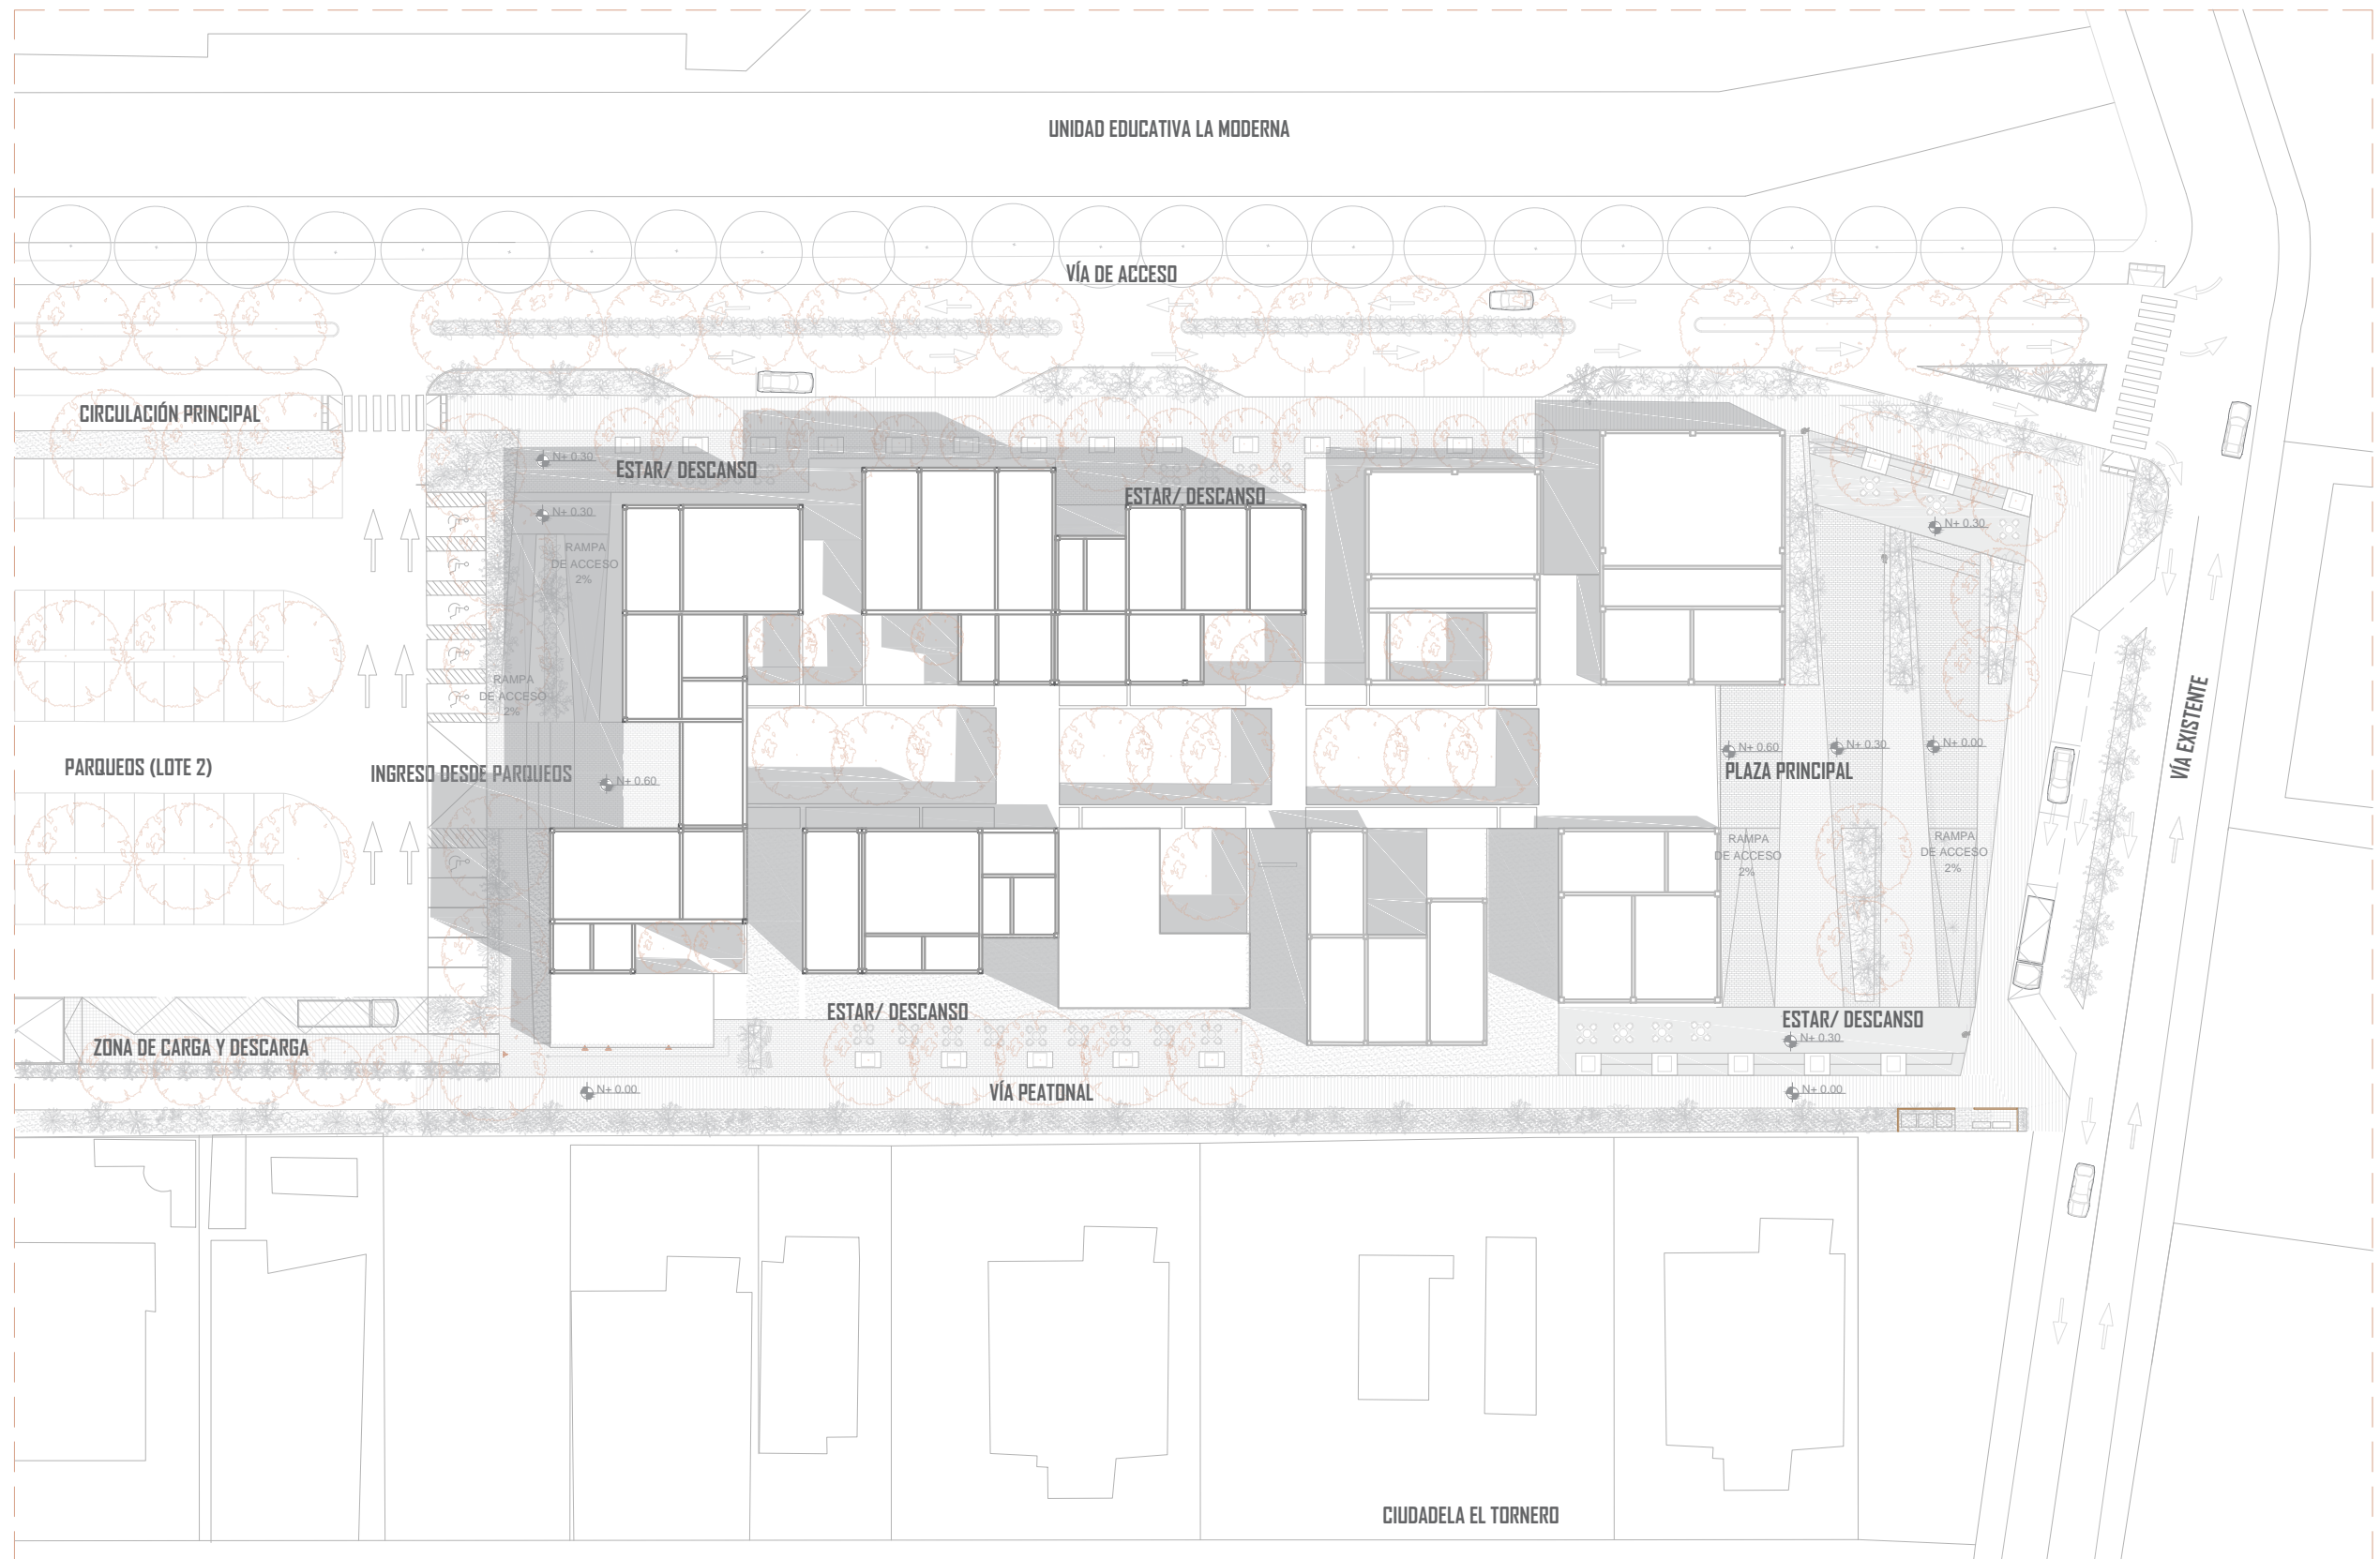 UNIDAD EDUCATIVA LA MODERNA
VÍA DE ACCESO
CIRCULACIÓN PRINCIPAL
N+ 0.30
ESTAR/ DESCANSO
ESTAR/ DESCANSO
N+ 0.30
N+ 0.30
RAMPA
DE ACCESO
2%
RAMPA
DE ACCESO
2%
PARQUEOS (LOTE 2)
INGRESO DESDE PARQUEOS
N+ 0.60
N+ 0.60
N+ 0.30
N+ 0.00
PLAZA PRINCIPAL
VÍA EXISTENTE
RAMPA
DE ACCESO
2%
RAMPA
DE ACCESO
2%
ESTAR/ DESCANSO
ESTAR/ DESCANSO
N+ 0.30
ZONA DE CARGA Y DESCARGA
N+ 0.00
VÍA PEATONAL
N+ 0.00
CIUDADELA EL TORNERO